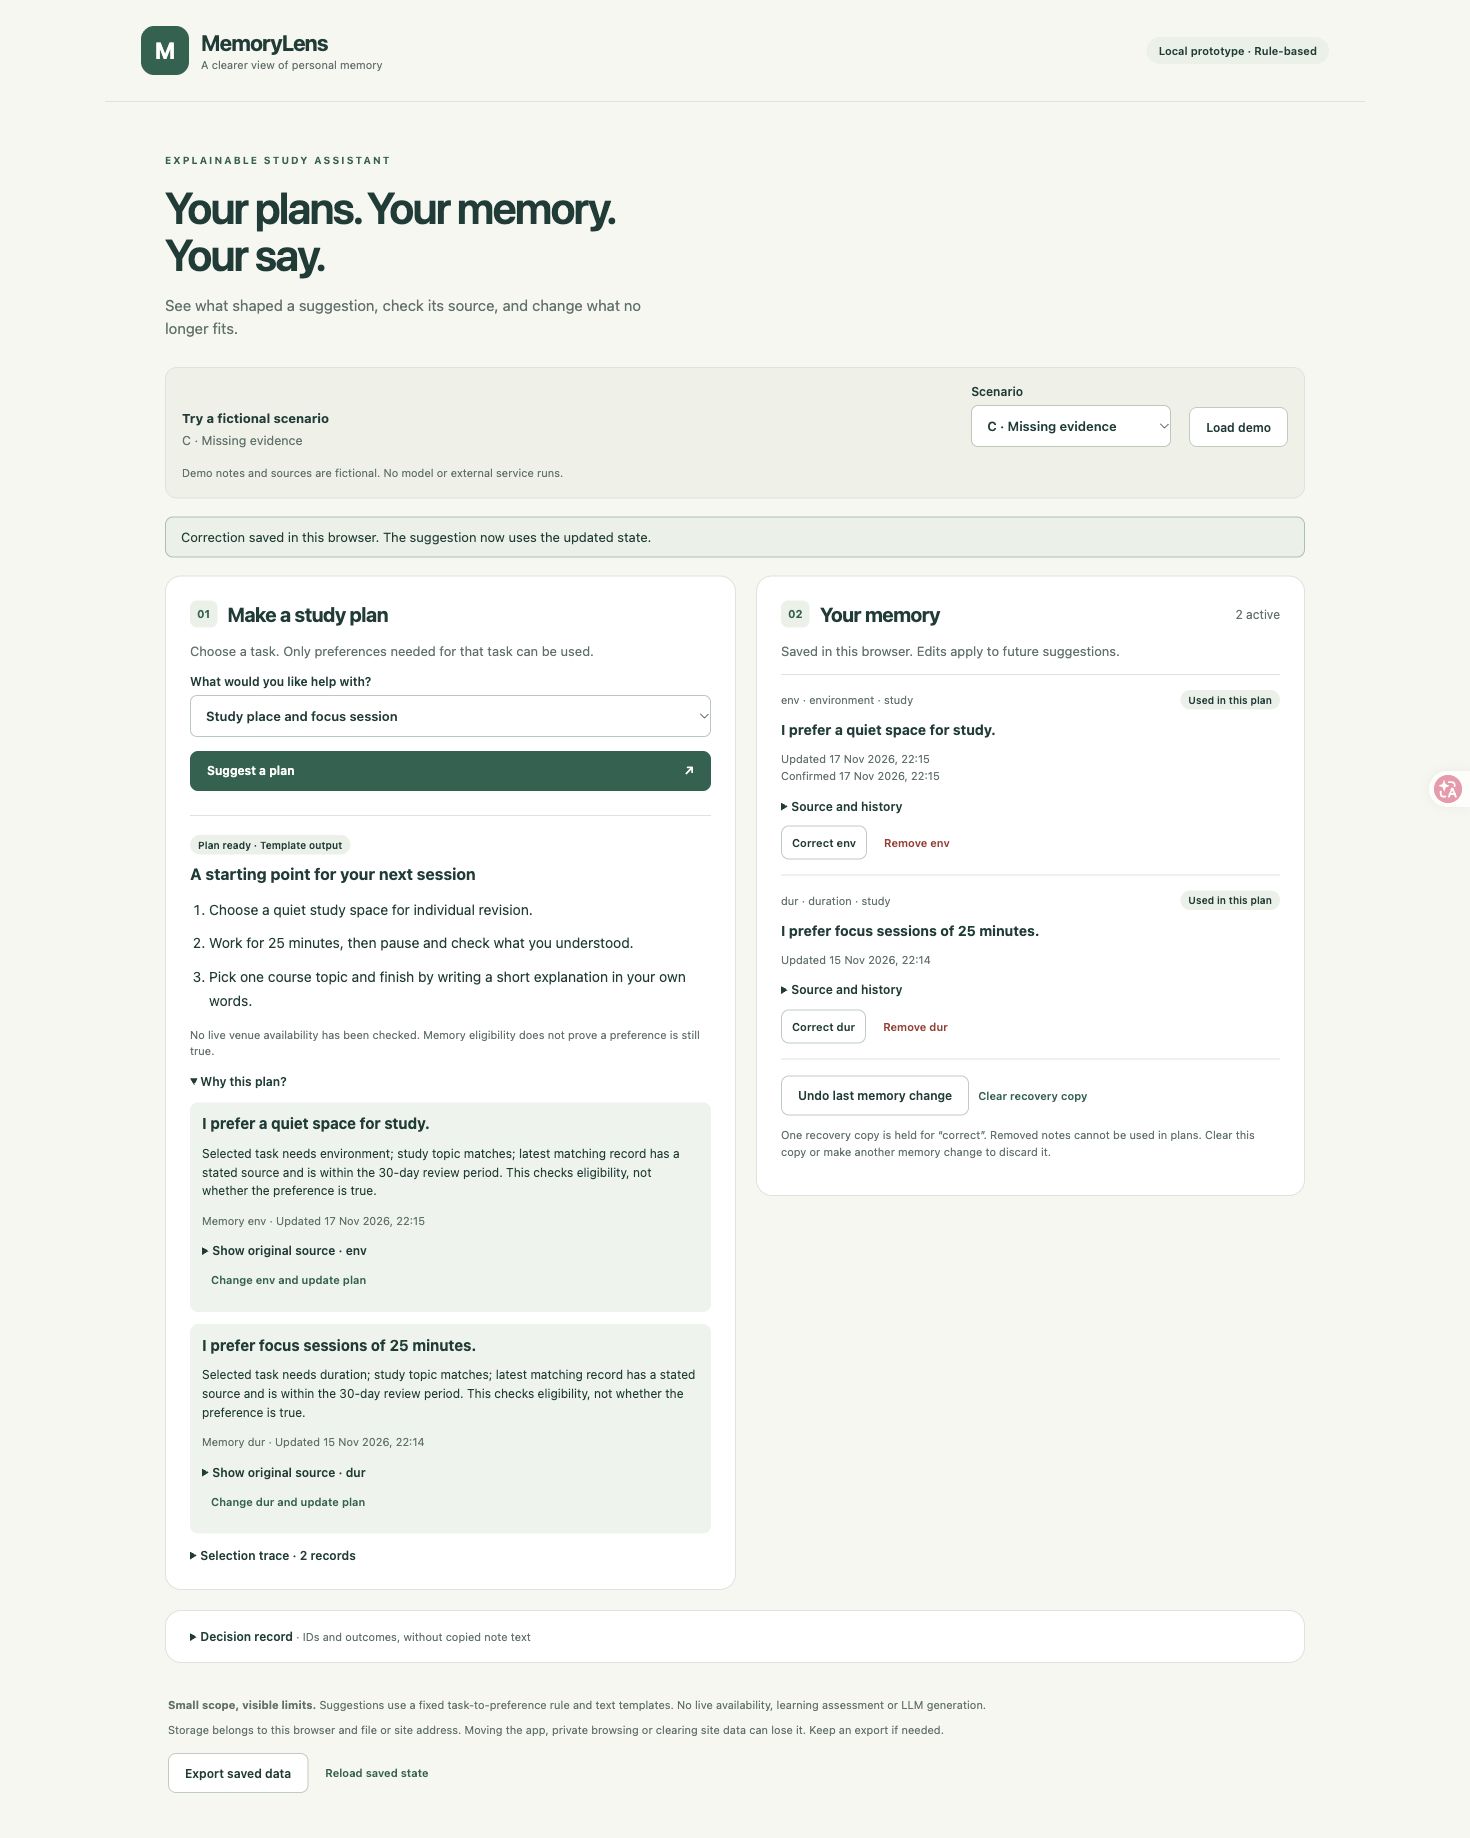 M
MemoryLens
A clearer view of personal memory
Local prototype · Rule-based
EXPLAINABLE STUDY ASSISTANT
Your plans. Your memory.
Your say.
See what shaped a suggestion, check its source, and change what no
longer fits.
Try a fictional scenario
C · Missing evidence
Demo notes and sources are fictional. No model or external service runs.
Scenario
C · Missing evidence
Load demo
Correction saved in this browser. The suggestion now uses the updated state.
01 Make a study plan
Choose a task. Only preferences needed for that task can be used.
What would you like help with?
Study place and focus session
Suggest a plan
Plan ready · Template output
A starting point for your next session
1. Choose a quiet study space for individual revision.
2. Work for 25 minutes, then pause and check what you understood.
3. Pick one course topic and finish by writing a short explanation in your own
words.
No live venue availability has been checked. Memory eligibility does not prove a preference is still
true.
Why this plan?
I prefer a quiet space for study.
Selected task needs environment; study topic matches; latest matching record has a
stated source and is within the 30-day review period. This checks eligibility, not
whether the preference is true.
Memory env · Updated 17 Nov 2026, 22:15
Show original source · env
Change env and update plan
I prefer focus sessions of 25 minutes.
Selected task needs duration; study topic matches; latest matching record has a stated
source and is within the 30-day review period. This checks eligibility, not whether the
preference is true.
Memory dur · Updated 15 Nov 2026, 22:14
Show original source · dur
Change dur and update plan
Selection trace · 2 records
02 Your memory
2 active
Saved in this browser. Edits apply to future suggestions.
env · environment · study
Used in this plan
I prefer a quiet space for study.
Updated 17 Nov 2026, 22:15
Confirmed 17 Nov 2026, 22:15
Source and history
Correct env
Remove env
dur · duration · study
Used in this plan
I prefer focus sessions of 25 minutes.
Updated 15 Nov 2026, 22:14
Source and history
Correct dur
Remove dur
Undo last memory change
Clear recovery copy
One recovery copy is held for “correct”. Removed notes cannot be used in plans. Clear this
copy or make another memory change to discard it.
Decision record · IDs and outcomes, without copied note text
Small scope, visible limits. Suggestions use a fixed task-to-preference rule and text templates. No live availability, learning assessment or LLM generation.
Storage belongs to this browser and file or site address. Moving the app, private browsing or clearing site data can lose it. Keep an export if needed.
Export saved data
Reload saved state